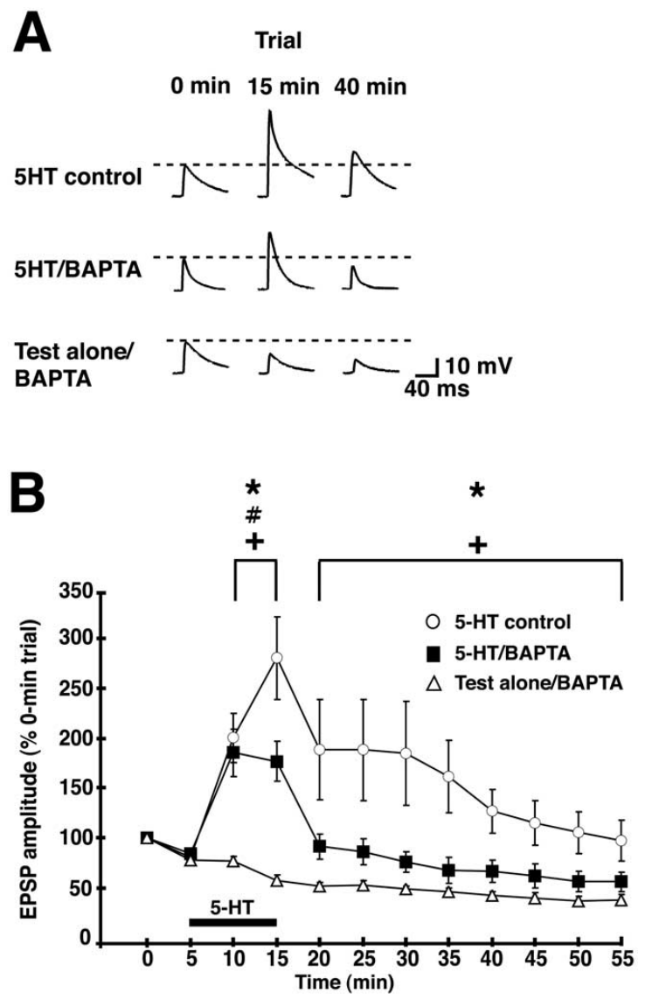 A
Trial
0 min 15 min 40 min
5HT control
5HT/BAPTA
Test alone/
BAPTA
10 mV
40 ms
B
* *
#
+ +
350
300
250
200
150
100
50
0
EPSP amplitude (% 0-min trial)
5-HT control
5-HT/BAPTA
Test alone/BAPTA
5-HT
0 5 10 15 20 25 30 35 40 45 50 55
Time (min)